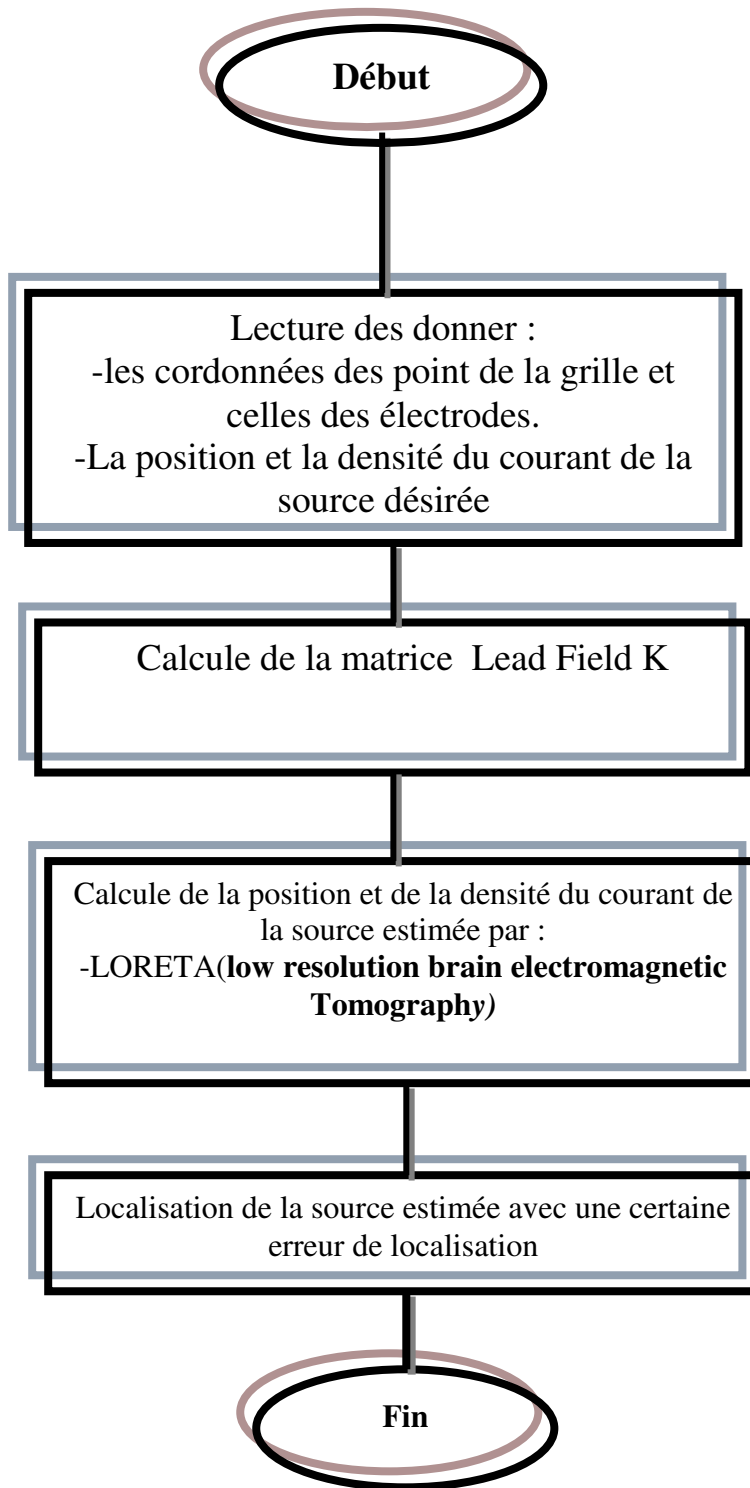 Début
Lecture des donner :
-les cordonnées des point de la grille et
celles des électrodes.
-La position et la densité du courant de la
source désirée
Calcule de la matrice Lead Field K
Calcule de la position et de la densité du courant de
la source estimée par :
-LORETA(low resolution brain electromagnetic
Tomography)
Localisation de la source estimée avec une certaine
erreur de localisation
Fin